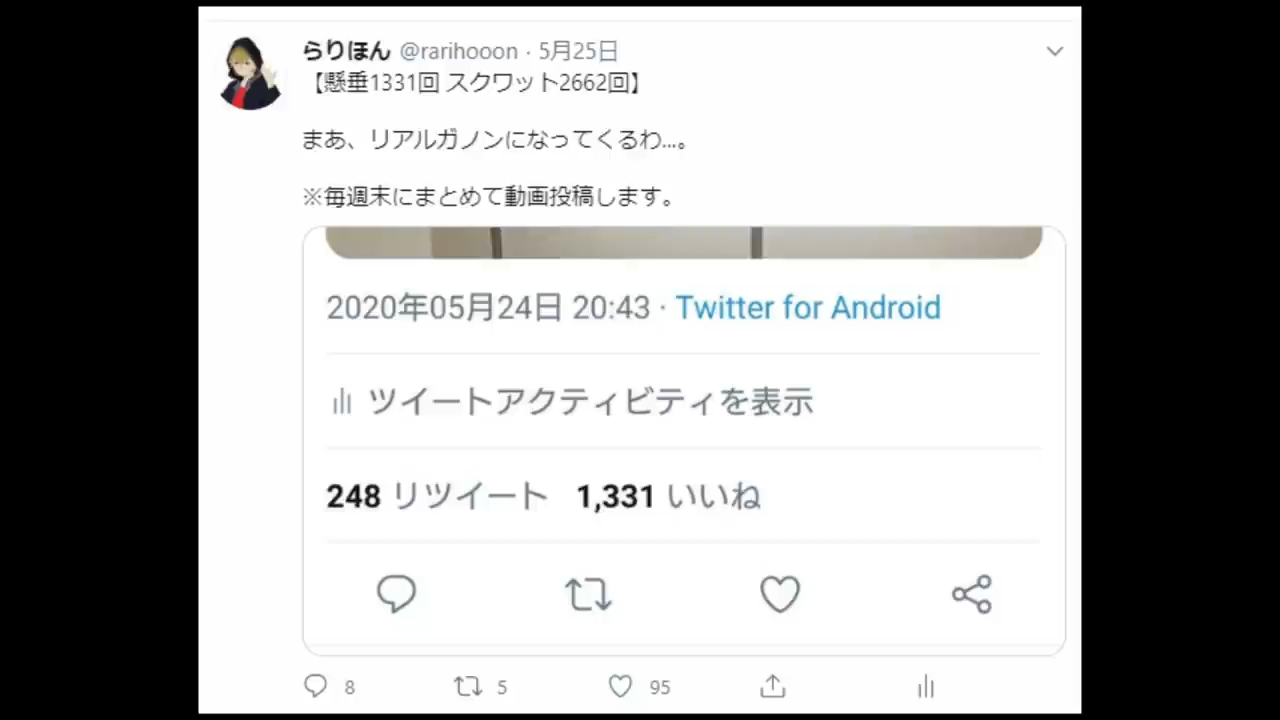 らりほん @rarihooon · 5月25日
【懸垂1331回 スクワット2662回】
まあ、リアルガノンになってくるわ...。
※毎週末にまとめて動画投稿します。
2020年05月24日 20:43 · Twitter for Android
ツイートアクティビティを表示
248 リツイート 1,331 いいね
8 5 95